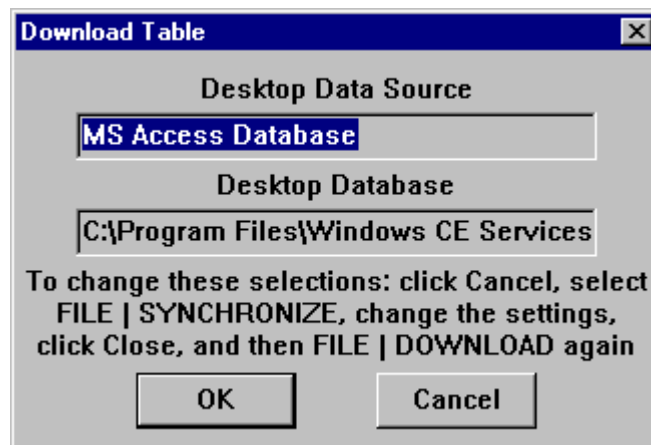 Download Table
Desktop Data Source
MS Access Database
Desktop Database
C:\Program Files\Windows CE Services
To change these selections: click Cancel, select
FILE | SYNCHRONIZE, change the settings,
click Close, and then FILE | DOWNLOAD again
OK Cancel